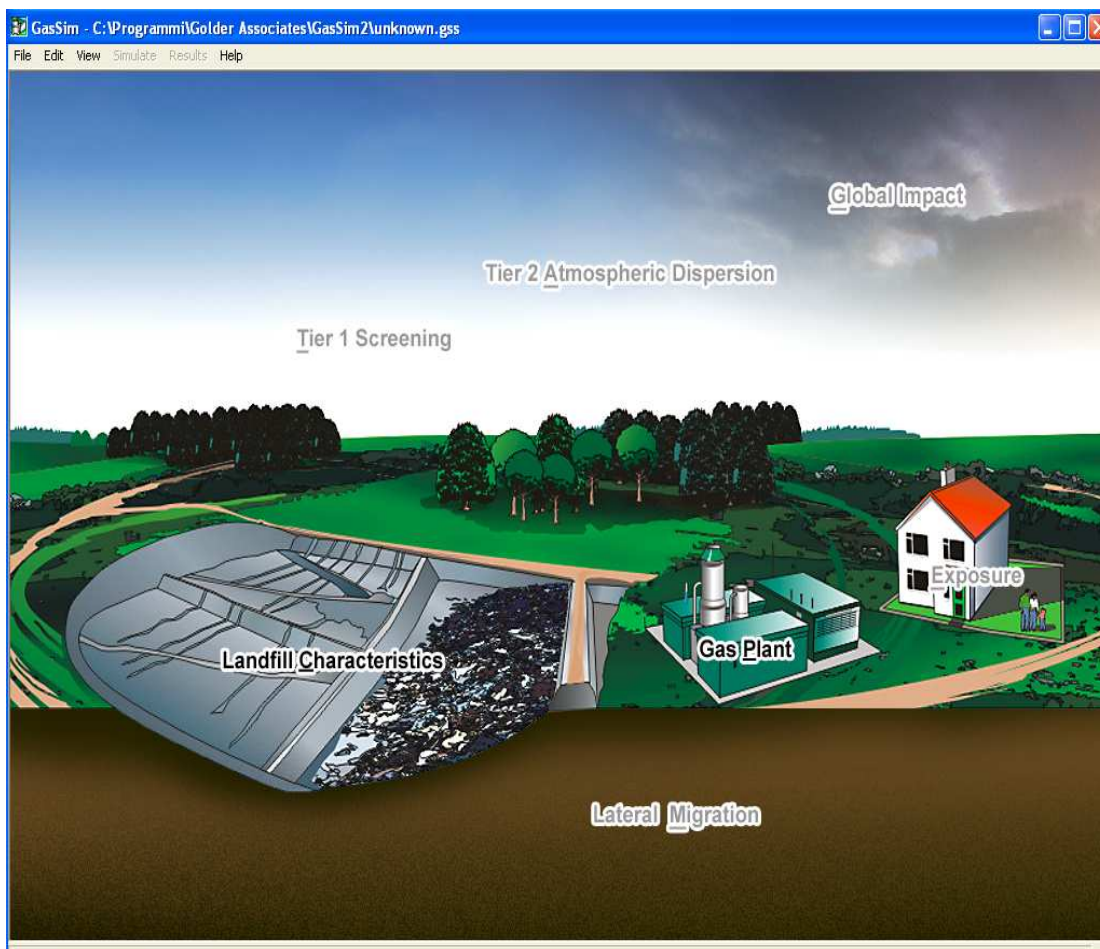 GasSim - C:\Programmi\Golder Associates\GasSim2\unknown.gss
File Edit View Simulate Results Help
Global Impact
Tier 2 Atmospheric Dispersion
Tier 1 Screening
Exposure
Gas Plant
Landfill Characteristics
Lateral Migration